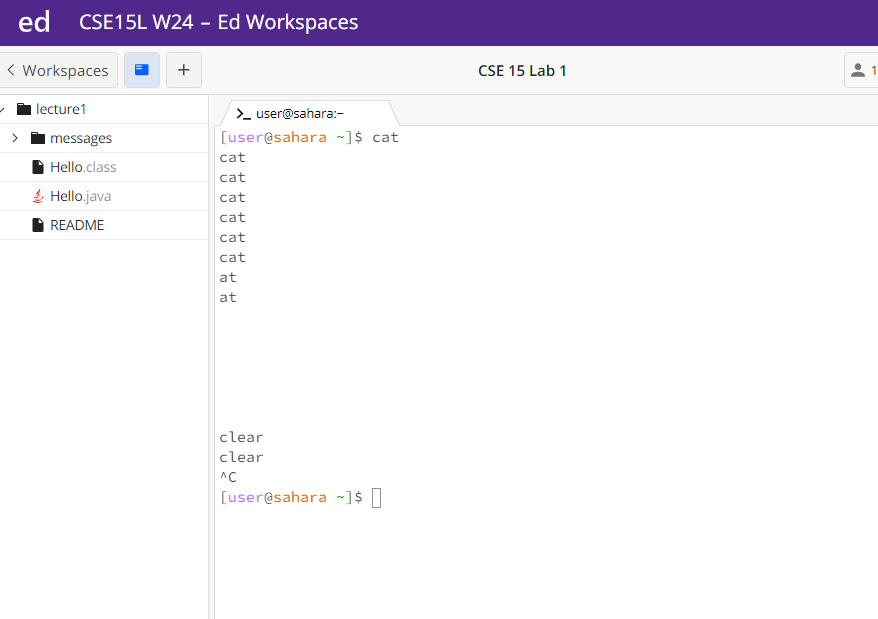 ed CSE15L W24 – Ed Workspaces
Workspaces + CSE 15 Lab 1 1
lecture1
messages
Hello.class
Hello.java
README
>_ user@sahara:~
[user@sahara ~]$ cat
cat
cat
cat
cat
cat
cat
at
at
clear
clear
^C
[user@sahara ~]$